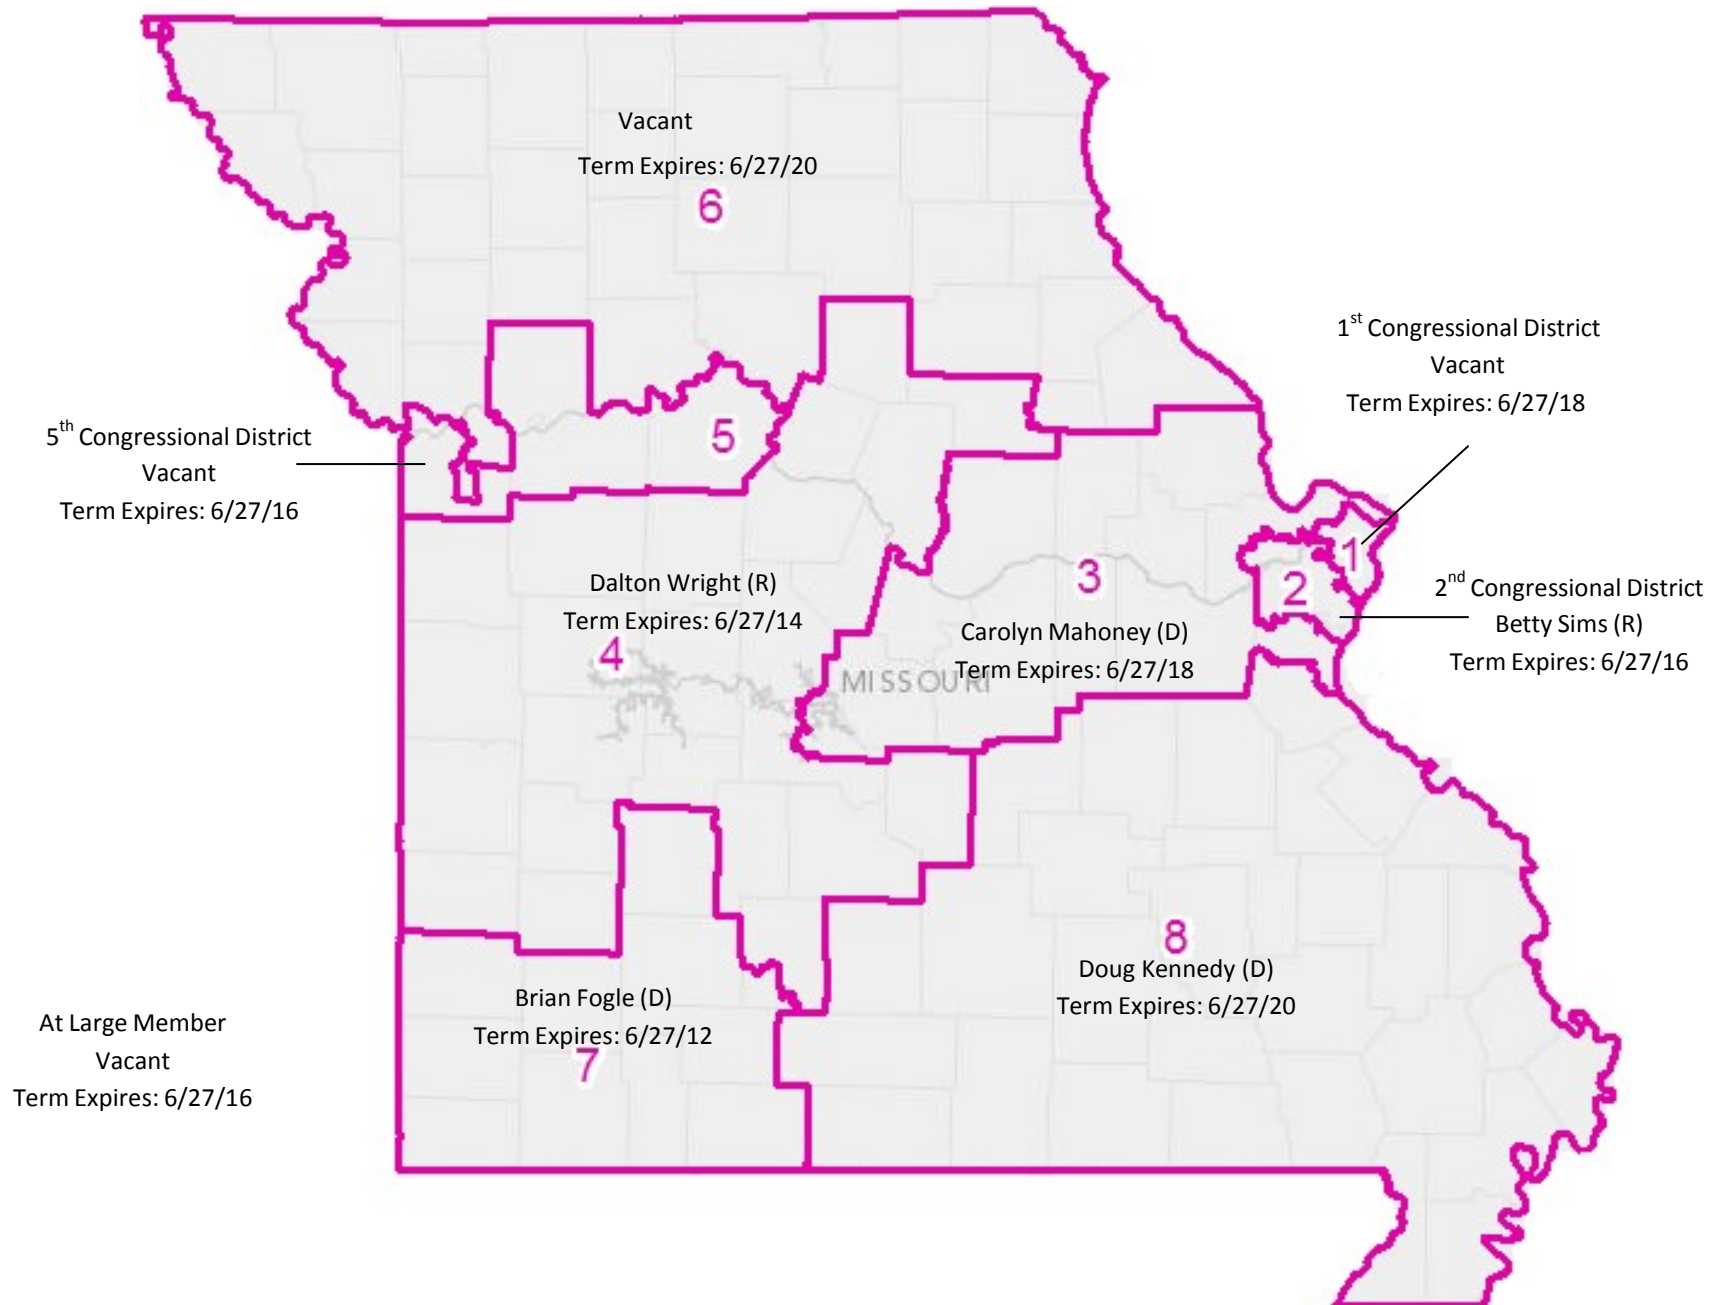 Vacant
Term Expires: 6/27/20
6
1st Congressional District
Vacant
Term Expires: 6/27/18
5th Congressional District
Vacant
Term Expires: 6/27/16
5
1
2
3
2nd Congressional District
Betty Sims (R)
Term Expires: 6/27/16
Dalton Wright (R)
Term Expires: 6/27/14
4
Carolyn Mahoney (D)
Term Expires: 6/27/18
MISSOURI
8
Doug Kennedy (D)
Term Expires: 6/27/20
Brian Fogle (D)
Term Expires: 6/27/12
7
At Large Member
Vacant
Term Expires: 6/27/16